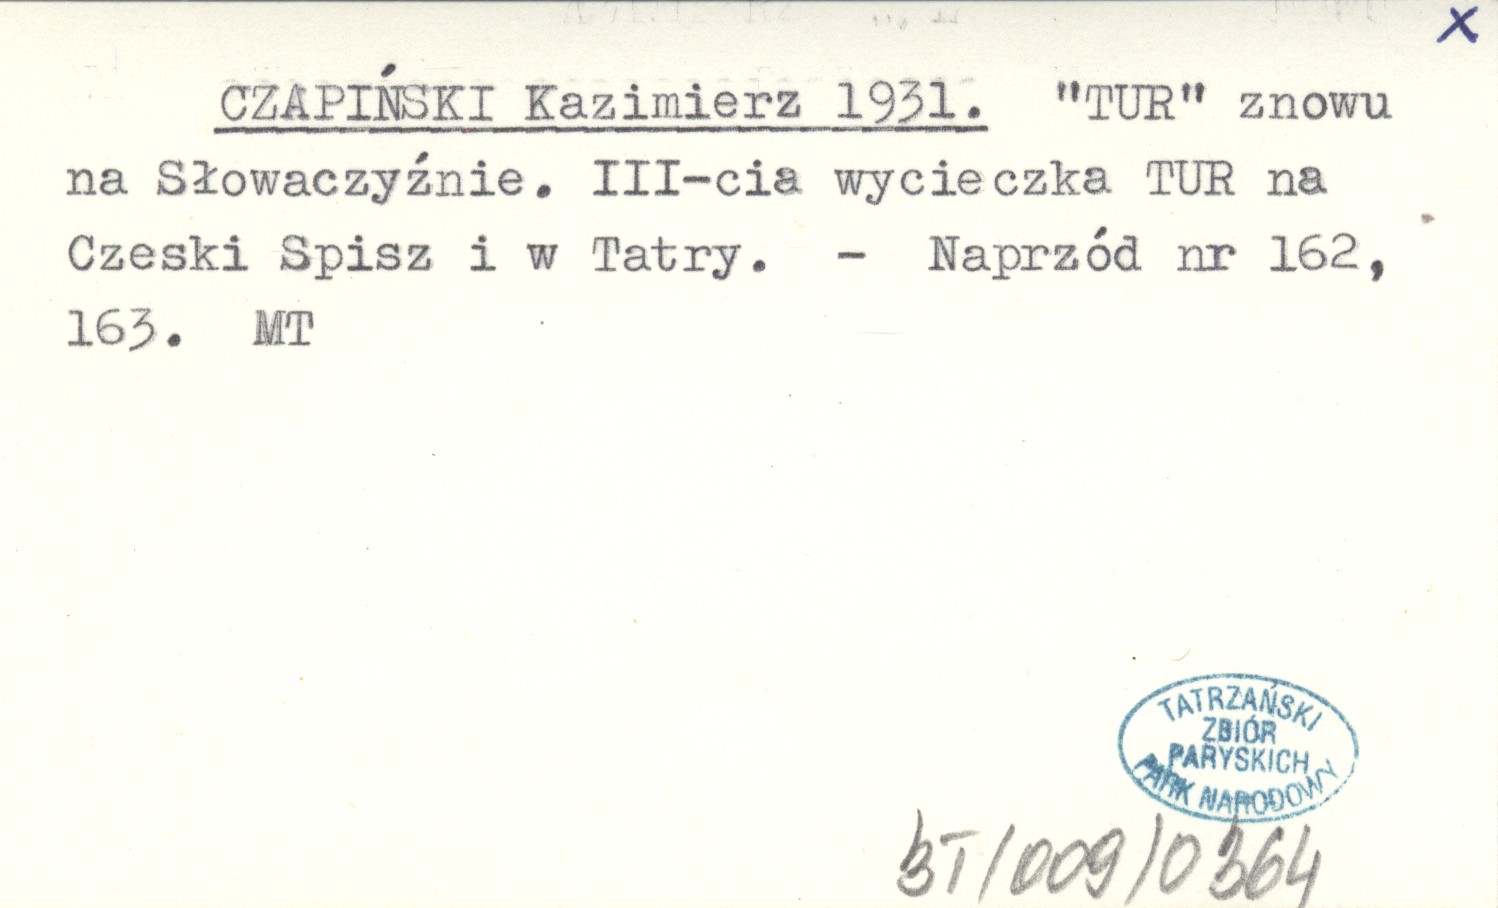 x
CZAPIŃSKI Kazimierz 1931. "TUR" znowu
na Słowaczyźnie. III-cia wycieczka TUR na
Czeski Spisz i w Tatry. - Naprzód nr 162,
163. MT
TATRZAŃSKI
ZBIÓR
PARYSKICH
PARK NARODOWY
BT/009/0364